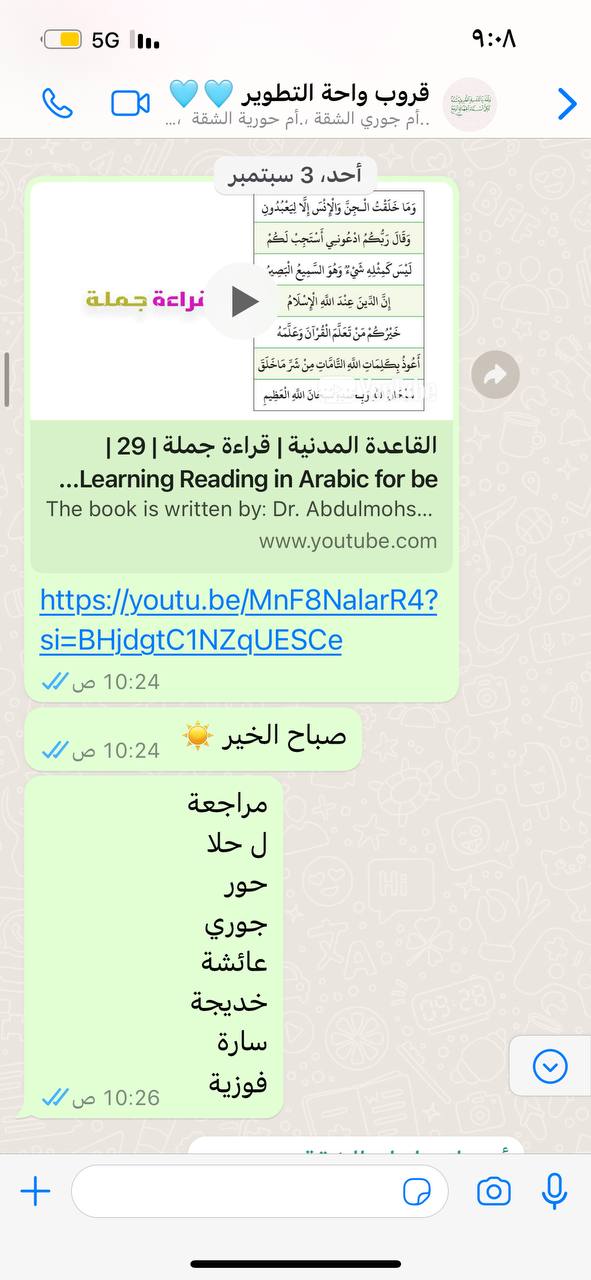 5G
٩:٠٨
قروب واحة التطوير 🩵🩵
..أم جوري الشقة ،.أم حورية الشقة ،...
أحد، 3 سبتمبر
وَمَا خَلَقْتُ الْـجِنَّ وَالْإِنْسَ إِلَّا لِيَعْبُدُونِ
وَقَالَ رَبُّكُمُ ادْعُونِي أَسْتَجِبْ لَكُمْ
لَيْسَ كَمِثْلِهِ شَيْءٌ وَهُوَ السَّمِيعُ الْبَصِيرُ
إِنَّ الدِّينَ عِنْدَ اللَّهِ الْإِسْلَامُ
خَيْرُكُمْ مَنْ تَعَلَّمَ الْقُرْآنَ وَعَلَّمَهُ
أَعُوذُ بِكَلِمَاتِ اللَّهِ التَّامَّاتِ مِنْ شَرِّ مَا خَلَقَ
اللَّهِ الْعَظِيمِ
قراءة جملة
القاعدة المدنية | قراءة جملة | 29 |
Learning Reading in Arabic for be...
The book is written by: Dr. Abdulmohs...
www.youtube.com
https://youtu.be/MnF8NalarR4?
si=BHjdgtC1NZqUESCe
10:24 ص
صباح الخير ☀️
10:24 ص
مراجعة
ل حلا
حور
جوري
عائشة
خديجة
سارة
فوزية
10:26 ص